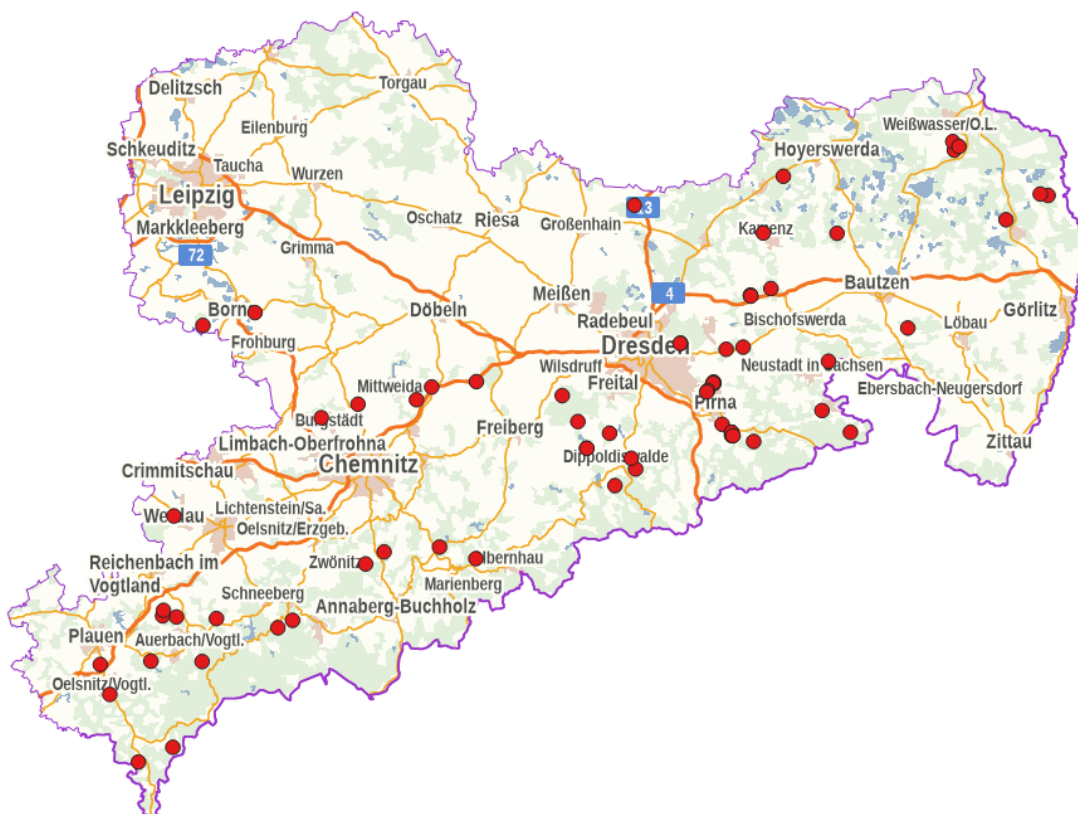 Torgau
Delitzsch
Weißwasser/O.L.
Eilenburg
Schkeuditz
Hoyerswerda
Taucha
Wurzen
Leipzig
Oschatz
Riesa
Großenhain
.3
Markkleeberg
Kamenz
Grimma
72
Bautzen
4
Meißen
Born
Döbeln
Görlitz
Radebeul
Bischofswerda
Löbau
Frohburg
Dresden
Wilsdruff
Neustadt in Sachsen
Freital
Mittweida
Ebersbach-Neugersdorf
Pirna
Burgstädt
Freiberg
Limbach-Oberfrohna
Zittau
Dippoldiswalde
Chemnitz
Crimmitschau
Lichtenstein/Sa.
Werdau
Oelsnitz/Erzgeb.
Reichenbach im
Vogtland
Zwönitz
lbernhau
Marienberg
Schneeberg
Annaberg-Buchholz
Plauen
Auerbach/Vogtl.
Oelsnitz/Vogtl.